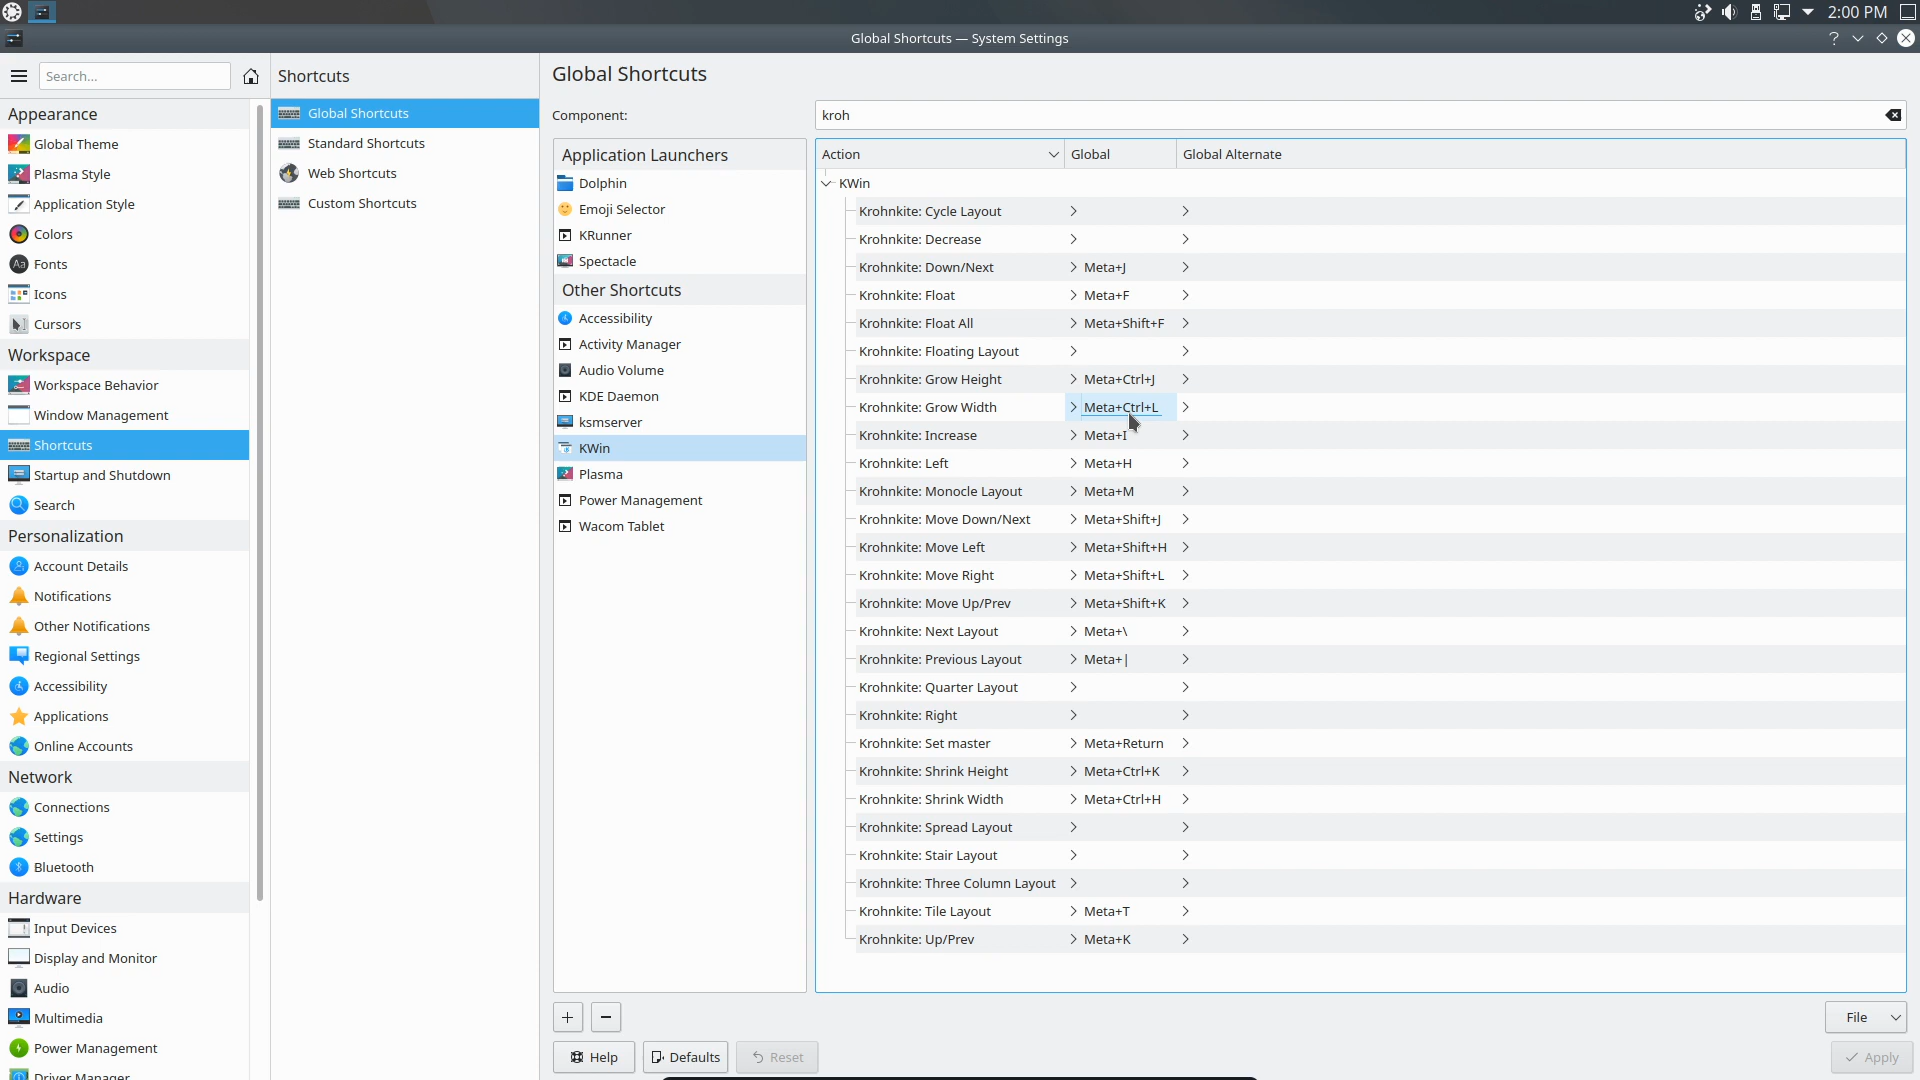 2:00 PM
Global Shortcuts — System Settings
?
Search...
Appearance
Global Theme
Plasma Style
Application Style
Colors
Aa Fonts
Icons
Cursors
Workspace
Workspace Behavior
Window Management
Shortcuts
Startup and Shutdown
Search
Personalization
Account Details
Notifications
Other Notifications
Regional Settings
Accessibility
Applications
Online Accounts
Network
Connections
Settings
Bluetooth
Hardware
Input Devices
Display and Monitor
Audio
Multimedia
Power Management
Driver Manager
Shortcuts
Global Shortcuts
Standard Shortcuts
Web Shortcuts
Custom Shortcuts
Global Shortcuts
Component:
kroh
Application Launchers
Dolphin
Emoji Selector
KRunner
Spectacle
Other Shortcuts
Accessibility
Activity Manager
Audio Volume
KDE Daemon
ksmserver
KWin
Plasma
Power Management
Wacom Tablet
Action Global Global Alternate
KWin
Krohnkite: Cycle Layout
Krohnkite: Decrease
Krohnkite: Down/Next Meta+J
Krohnkite: Float Meta+F
Krohnkite: Float All Meta+Shift+F
Krohnkite: Floating Layout
Krohnkite: Grow Height Meta+Ctrl+J
Krohnkite: Grow Width Meta+Ctrl+L
Krohnkite: Increase Meta+I
Krohnkite: Left Meta+H
Krohnkite: Monocle Layout Meta+M
Krohnkite: Move Down/Next Meta+Shift+J
Krohnkite: Move Left Meta+Shift+H
Krohnkite: Move Right Meta+Shift+L
Krohnkite: Move Up/Prev Meta+Shift+K
Krohnkite: Next Layout Meta+\
Krohnkite: Previous Layout Meta+|
Krohnkite: Quarter Layout
Krohnkite: Right
Krohnkite: Set master Meta+Return
Krohnkite: Shrink Height Meta+Ctrl+K
Krohnkite: Shrink Width Meta+Ctrl+H
Krohnkite: Spread Layout
Krohnkite: Stair Layout
Krohnkite: Three Column Layout
Krohnkite: Tile Layout Meta+T
Krohnkite: Up/Prev Meta+K
File
Help Defaults Reset Apply